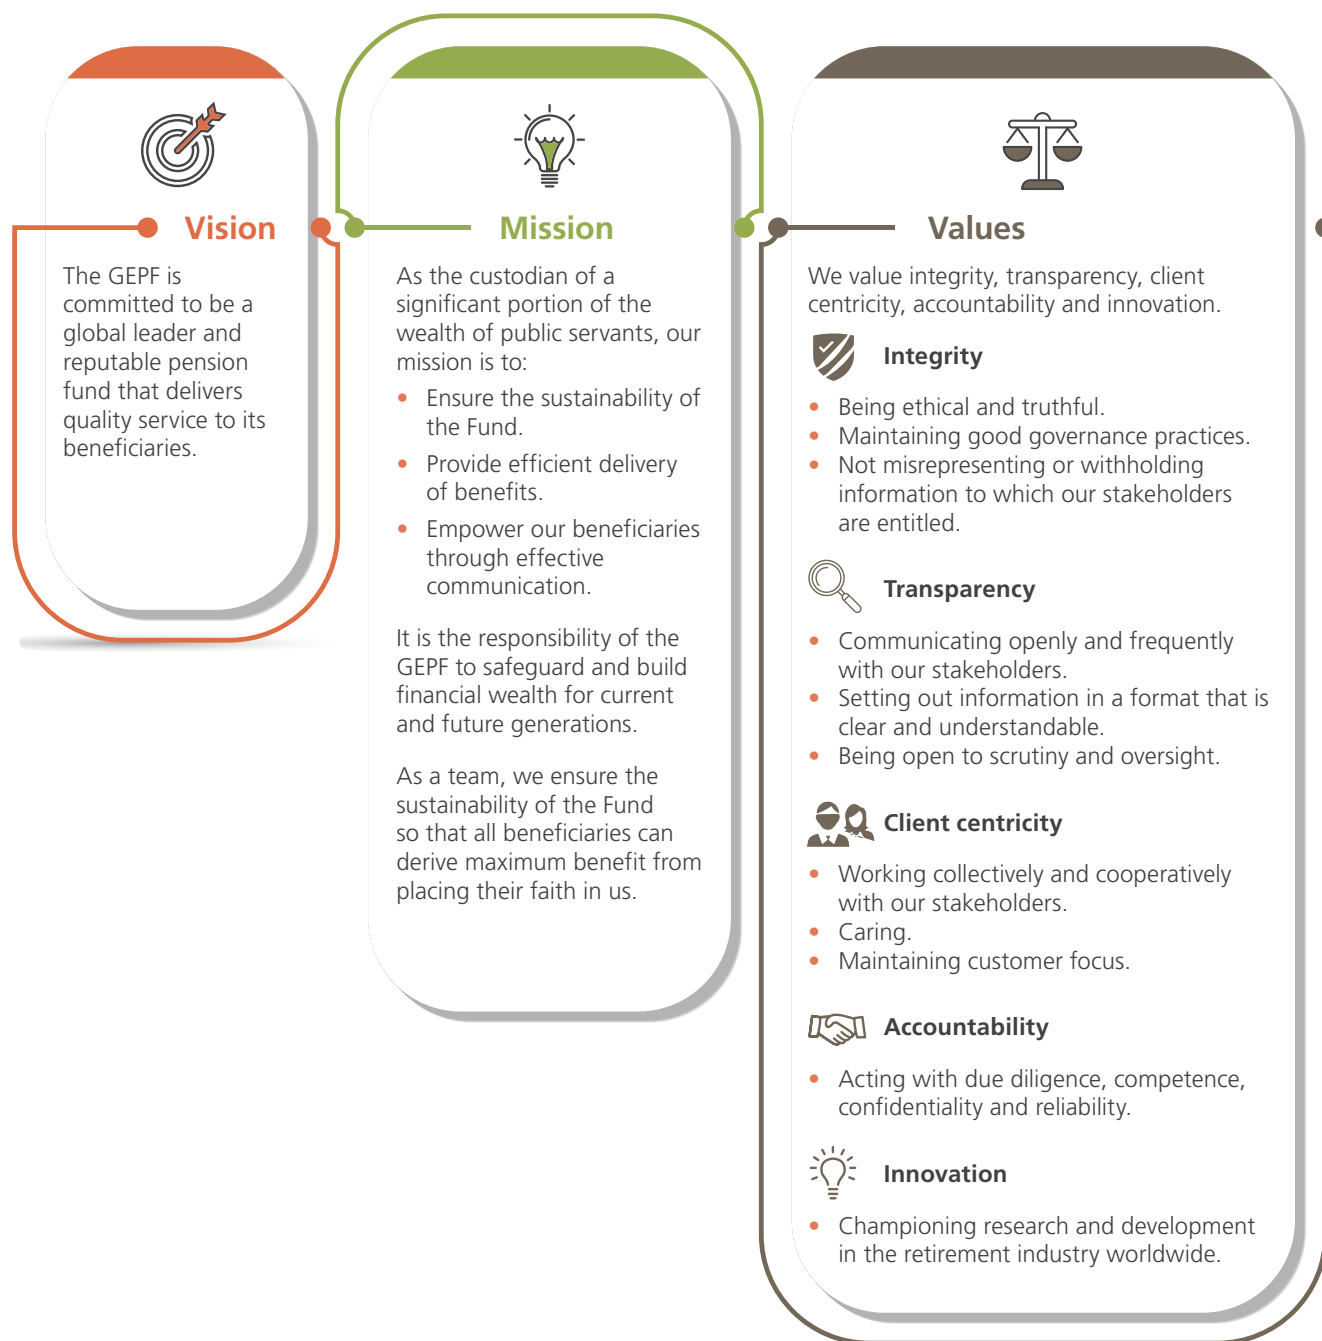 Vision
The GEPF is
committed to be a
global leader and
reputable pension
fund that delivers
quality service to its
beneficiaries.
Mission
As the custodian of a
significant portion of the
wealth of public servants, our
mission is to:
• Ensure the sustainability of
the Fund.
• Provide efficient delivery
of benefits.
• Empower our beneficiaries
through effective
communication.
It is the responsibility of the
GEPF to safeguard and build
financial wealth for current
and future generations.
As a team, we ensure the
sustainability of the Fund
so that all beneficiaries can
derive maximum benefit from
placing their faith in us.
Values
We value integrity, transparency, client
centricity, accountability and innovation.
Integrity
• Being ethical and truthful.
• Maintaining good governance practices.
• Not misrepresenting or withholding
information to which our stakeholders
are entitled.
Transparency
• Communicating openly and frequently
with our stakeholders.
• Setting out information in a format that is
clear and understandable.
• Being open to scrutiny and oversight.
Client centricity
• Working collectively and cooperatively
with our stakeholders.
• Caring.
• Maintaining customer focus.
Accountability
• Acting with due diligence, competence,
confidentiality and reliability.
Innovation
• Championing research and development
in the retirement industry worldwide.